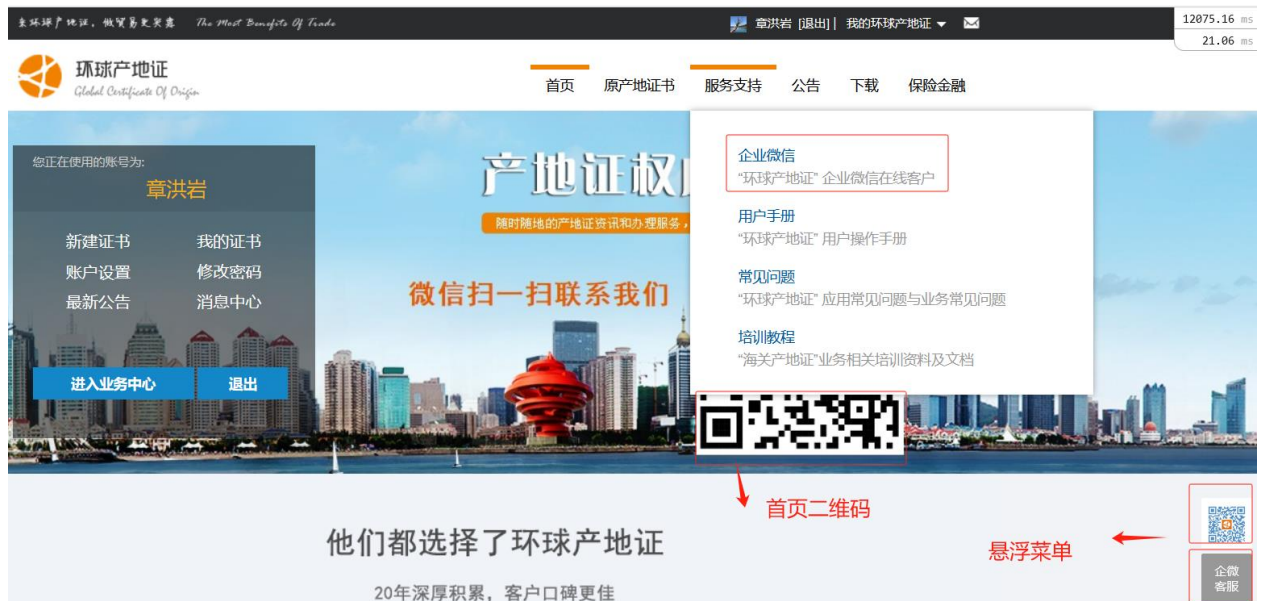 来环球产地证，做贸易更实惠 The Most Benefits Of Trade
章洪岩 [退出] | 我的环球产地证
12075.16 ms
21.06 ms
环球产地证
Global Certificate Of Origin
首页 原产地证书 服务支持 公告 下载 保险金融
您正在使用的账号为:
章洪岩
新建证书 我的证书
账户设置 修改密码
最新公告 消息中心
进入业务中心 退出
产地证权
随时随地的产地证资讯和办理服务，
微信扫一扫联系我们
企业微信
“环球产地证” 企业微信在线客户
用户手册
“环球产地证” 用户操作手册
常见问题
“环球产地证” 应用常见问题与业务常见问题
培训教程
“海关产地证”业务相关培训资料及文档
首页二维码
悬浮菜单
企微
客服
他们都选择了环球产地证
20年深厚积累，客户口碑更佳